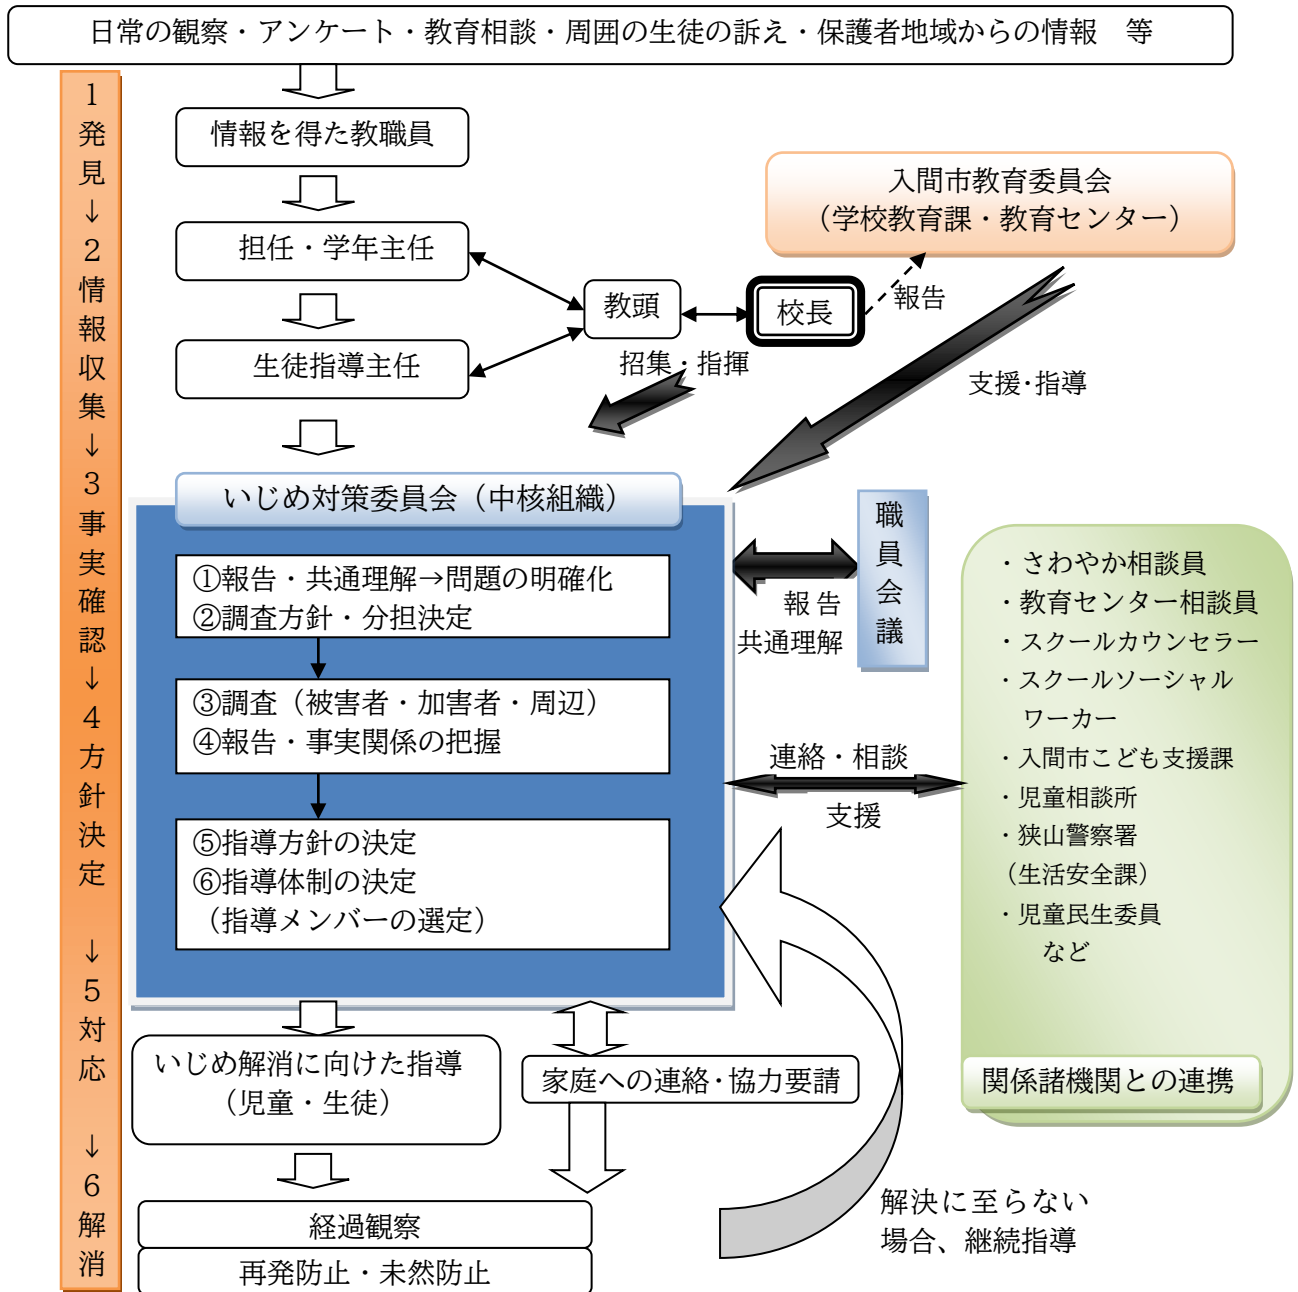 日常の観察・アンケート・教育相談・周囲の生徒の訴え・保護者地域からの情報　等
1発見↓2情報収集↓3事実確認↓4方針決定　↓5対応　↓6解消
情報を得た教職員
入間市教育委員会
（学校教育課・教育センター）
担任・学年主任
教頭
校長
報告
生徒指導主任
招集・指揮
支援・指導
いじめ対策委員会（中核組織）
①報告・共通理解→問題の明確化
②調査方針・分担決定
職員会議
報 告
共通理解
③調査（被害者・加害者・周辺）
④報告・事実関係の把握
連絡・相談
支援
⑤指導方針の決定
⑥指導体制の決定
（指導メンバーの選定）
・さわやか相談員
・教育センター相談員
・スクールカウンセラー
・スクールソーシャル
ワーカー
・入間市こども支援課
・児童相談所
・狭山警察署
（生活安全課）
・児童民生委員
など
関係諸機関との連携
いじめ解消に向けた指導
（児童・生徒）
家庭への連絡・協力要請
経過観察
再発防止・未然防止
解決に至らない
場合、継続指導